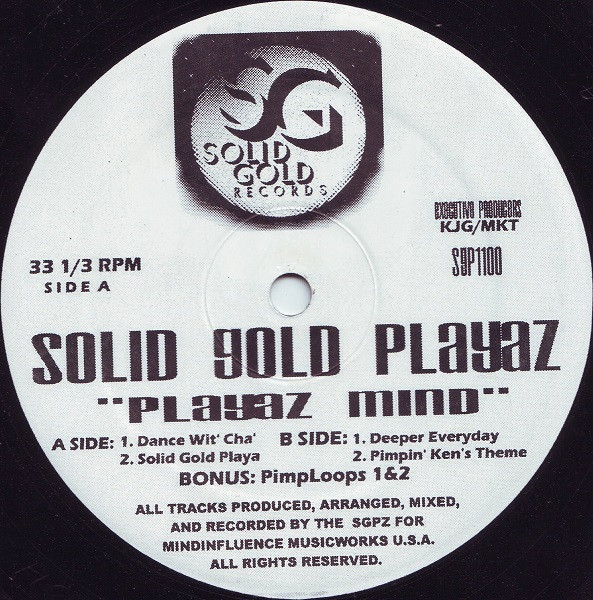 SG
SOLID
GOLD
RECORDS
EXECUTIVE PRODUCERS
KJG/MKT
SGP1100
33 1/3 RPM
SIDE A
SOLID GOLD PLAYAZ
"PLAYAZ MIND"
A SIDE: 1. Dance Wit' Cha' B SIDE: 1. Deeper Everyday
2. Solid Gold Playa 2. Pimpin' Ken's Theme
BONUS: PimpLoops 1&2
ALL TRACKS PRODUCED, ARRANGED, MIXED,
AND RECORDED BY THE SGPZ FOR
MINDINFLUENCE MUSICWORKS U.S.A.
ALL RIGHTS RESERVED.